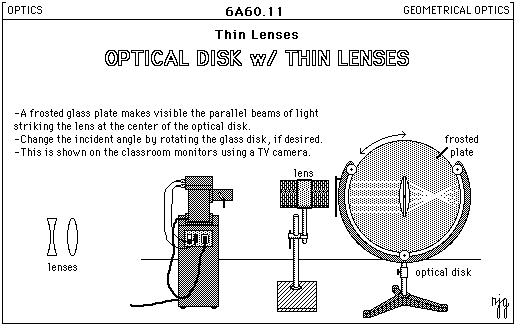 OPTICS
6A60.11
GEOMETRICAL OPTICS
Thin Lenses
OPTICAL DISK w/ THIN LENSES
-A frosted glass plate makes visible the parallel beams of light
striking the lens at the center of the optical disk.
-Change the incident angle by rotating the glass disk, if desired.
-This is shown on the classroom monitors using a TV camera.
frosted
plate
lens
lenses
optical disk